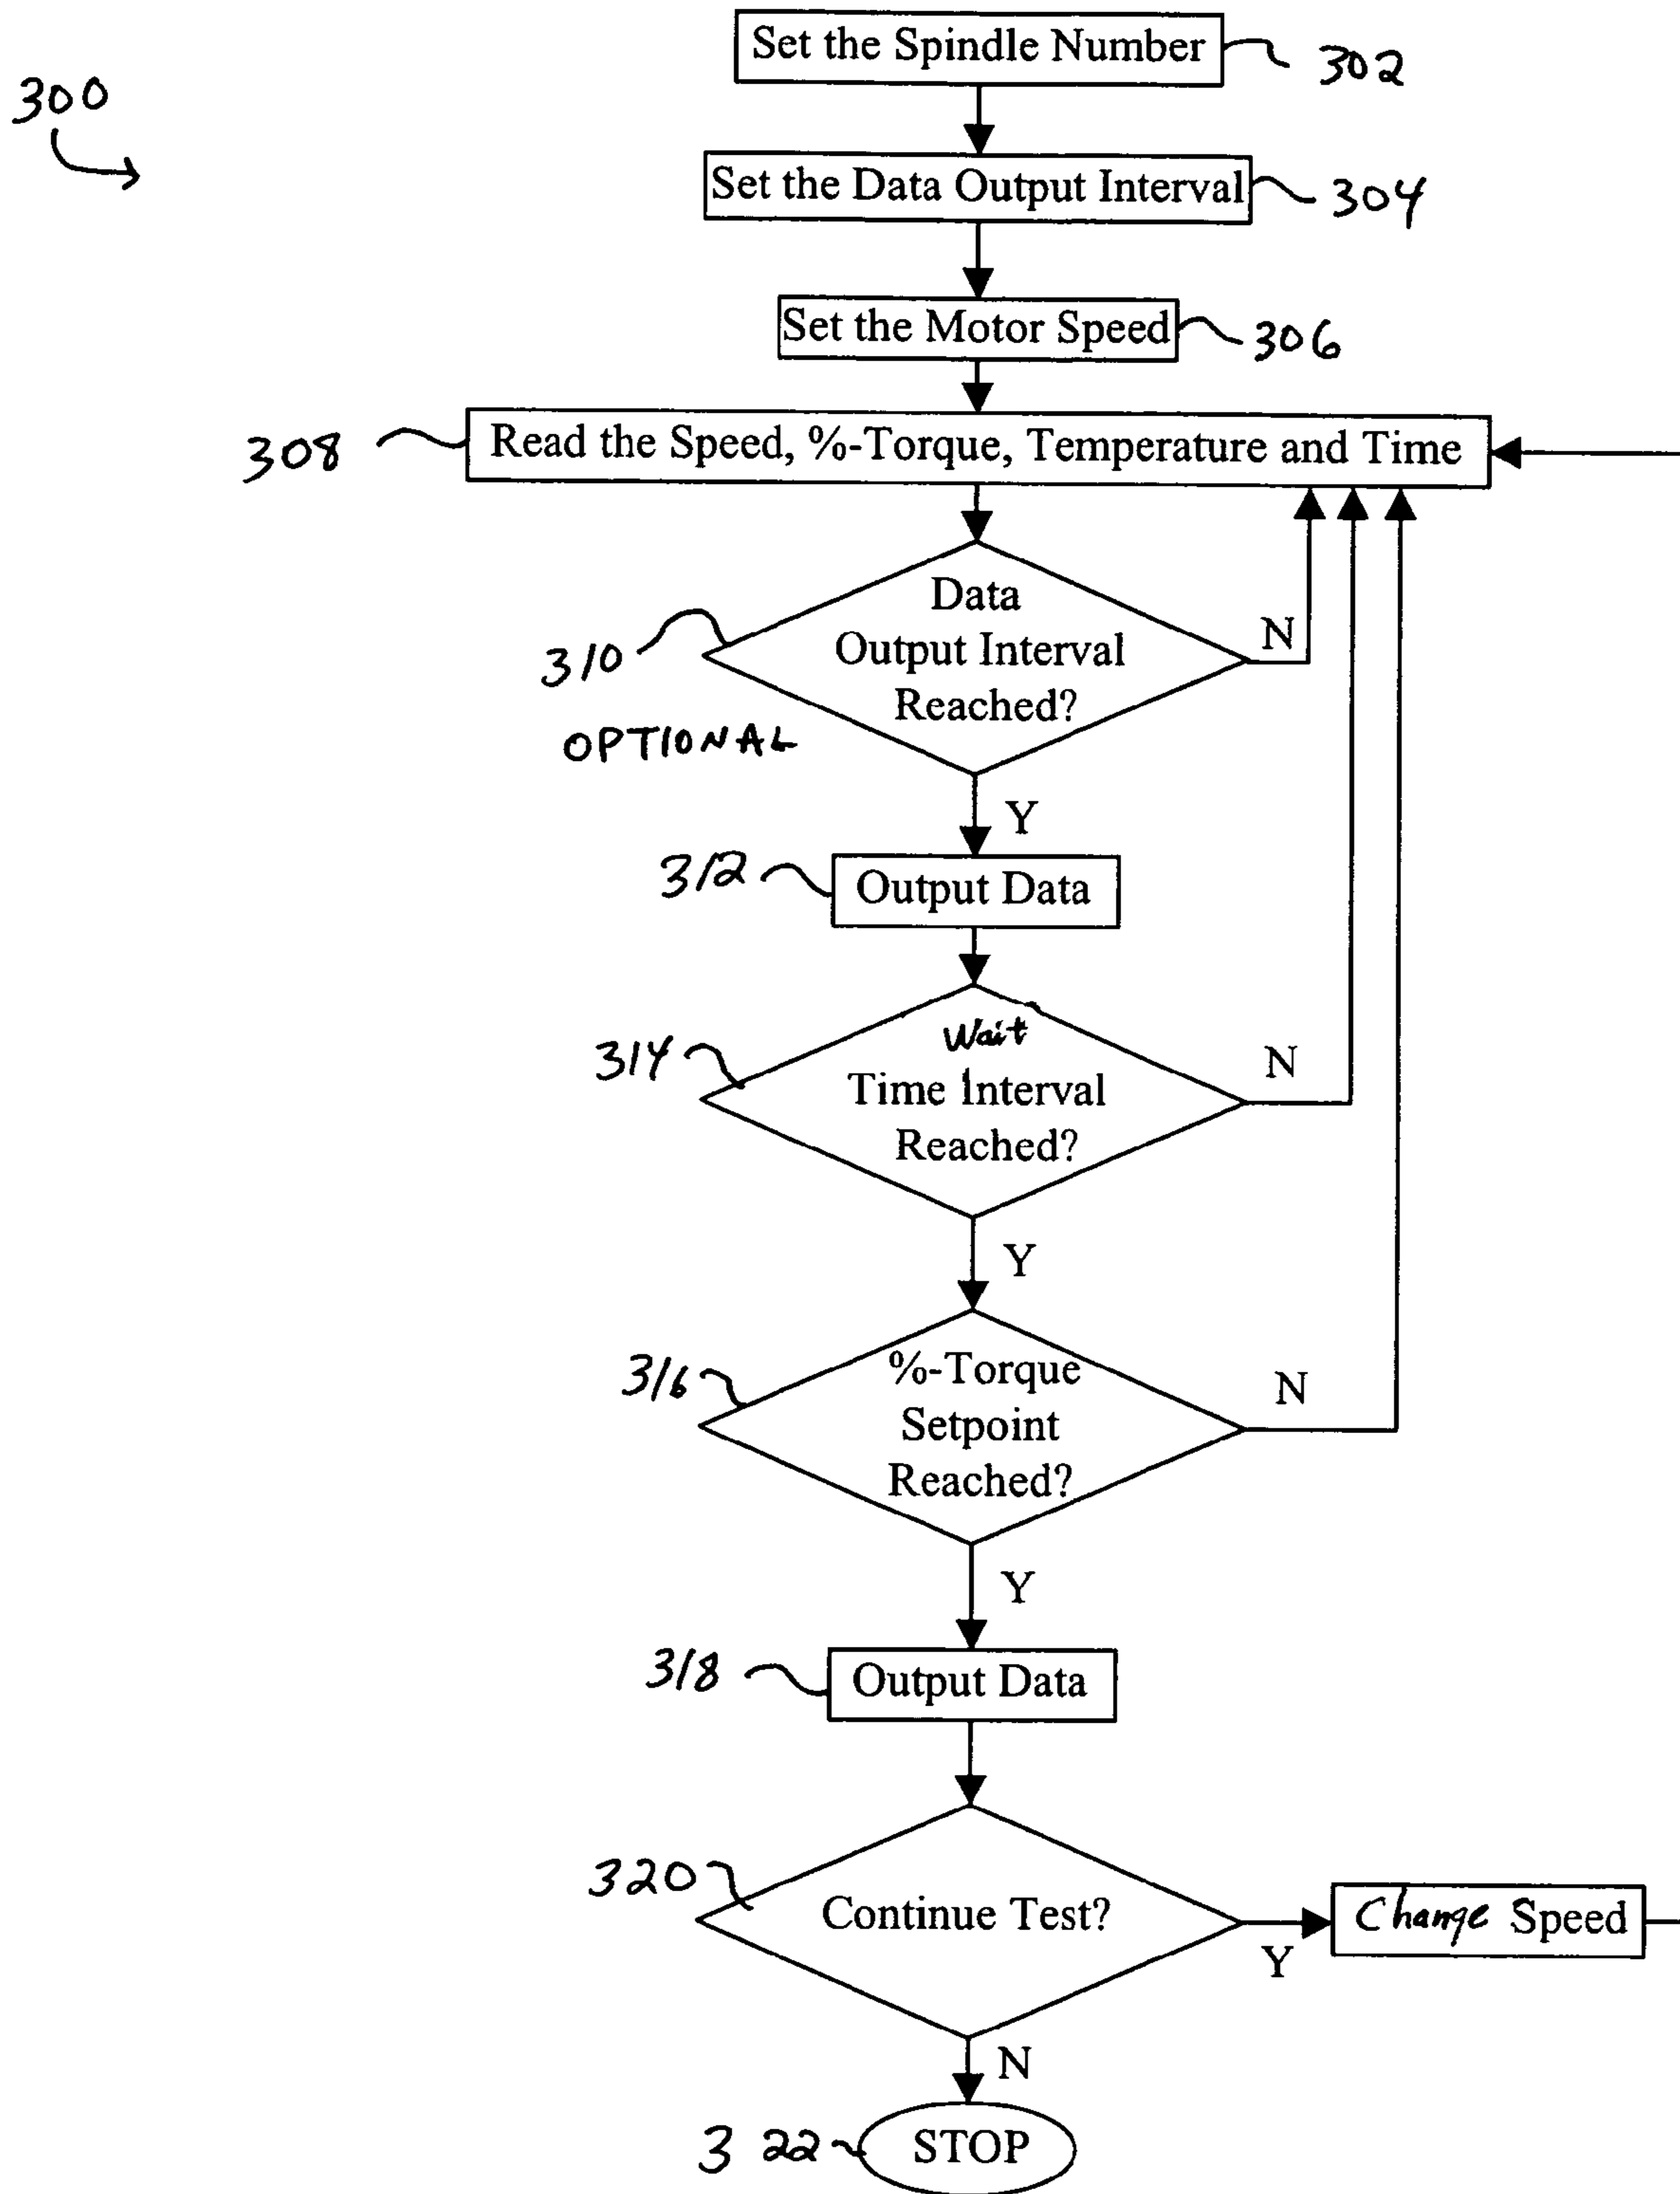 Set the Spindle Number
302
300
Set the Data Output Interval
304
Set the Motor Speed
306
308
Read the Speed, %-Torque, Temperature and Time
Data
Output Interval
Reached?
N
310
OPTIONAL
Y
312
Output Data
314
Wait
Time Interval
Reached?
N
Y
316
%-Torque
Setpoint
Reached?
N
Y
318
Output Data
320
Continue Test?
Y
Change Speed
N
322
STOP